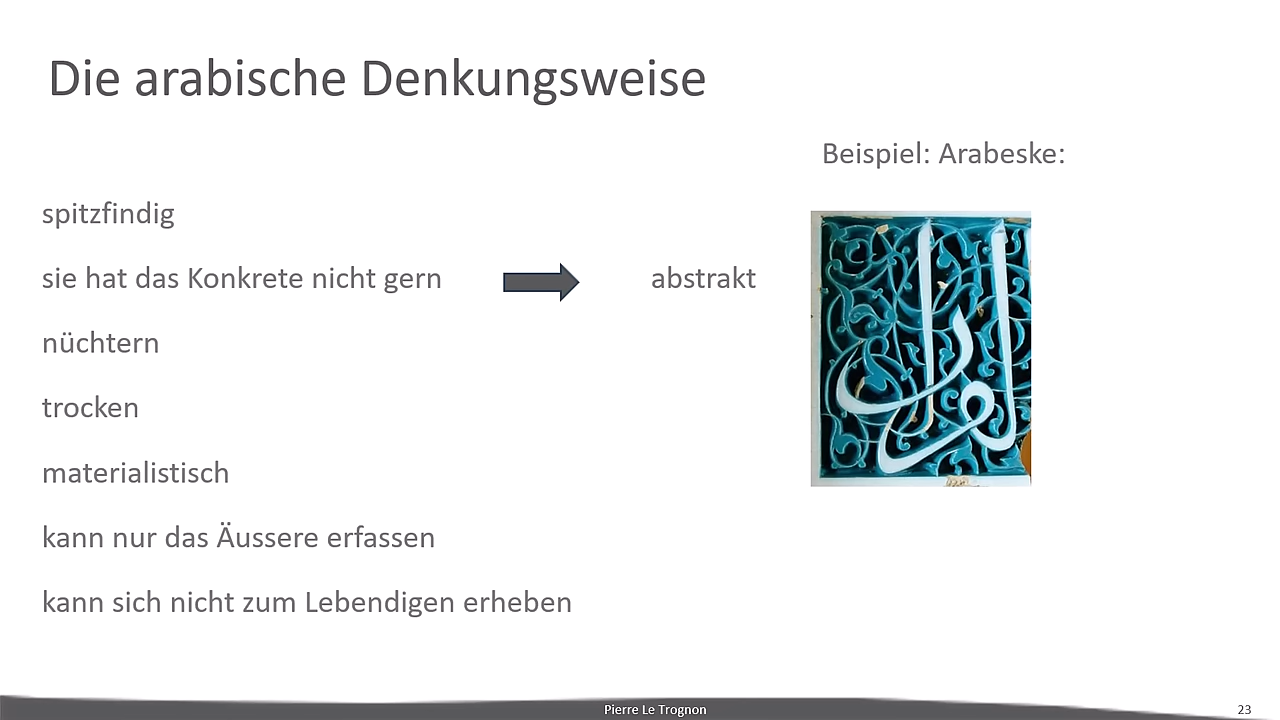 Die arabische Denkungsweise
Beispiel: Arabeske:
spitzfindig
sie hat das Konkrete nicht gern
abstrakt
nüchtern
trocken
materialistisch
kann nur das Äussere erfassen
kann sich nicht zum Lebendigen erheben
Pierre Le Trognon
23